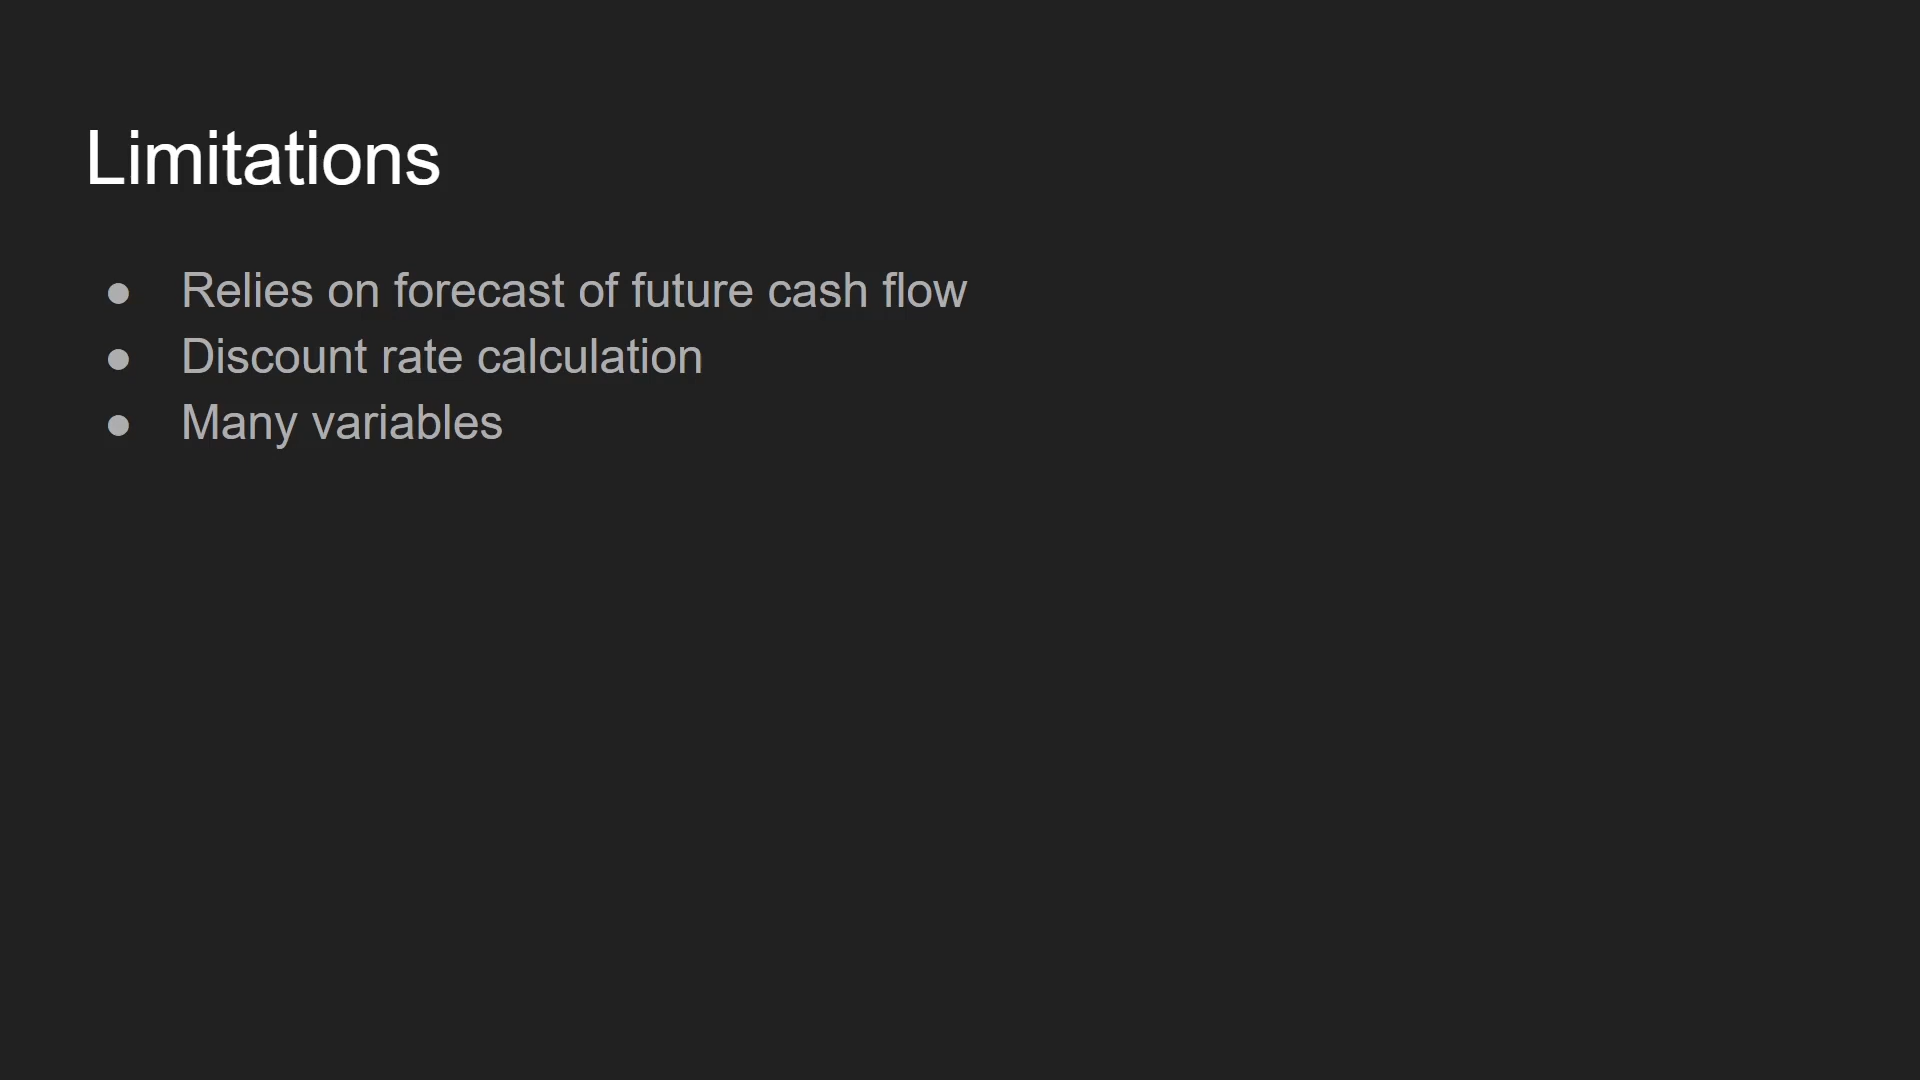 Limitations
● Relies on forecast of future cash flow
● Discount rate calculation
● Many variables